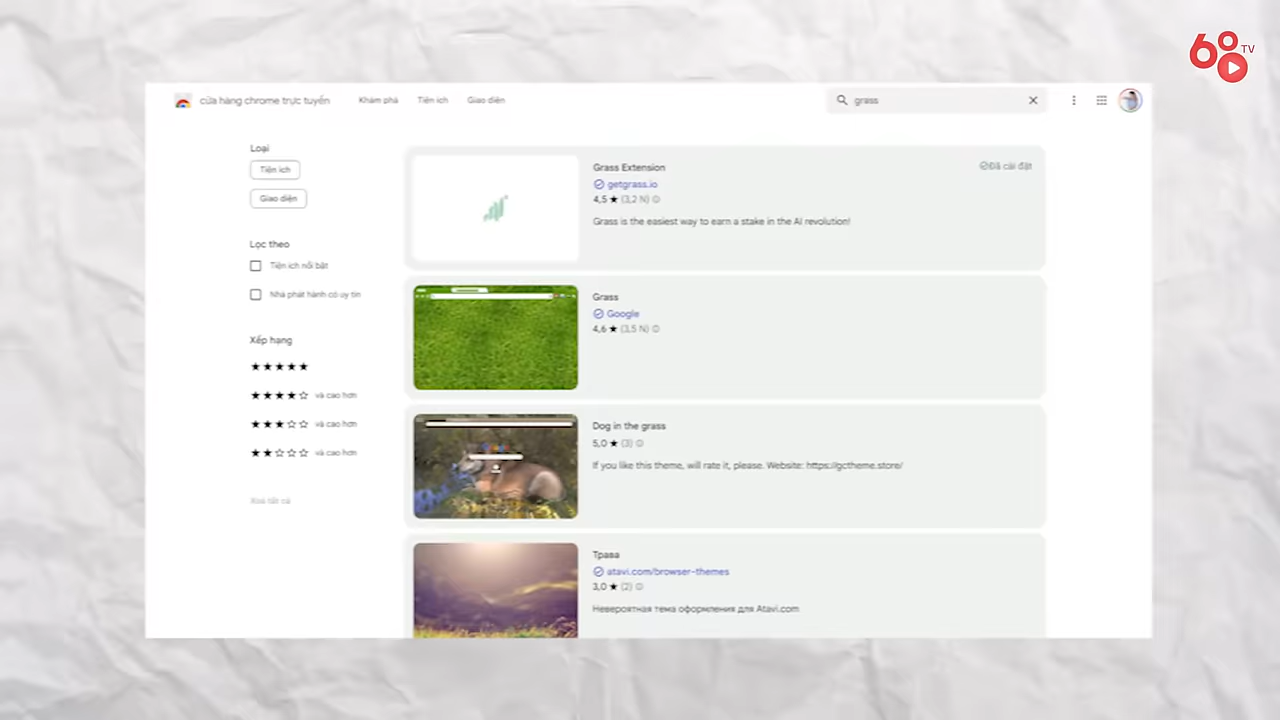 68 TV
cửa hàng chrome trực tuyến
Khám phá
Tiện ích
Giao diện
grass
Loại
Tiện ích
Giao diện
Lọc theo
Tiện ích nổi bật
Nhà phát hành có uy tín
Xếp hạng
★★★★★
★★★★☆ và cao hơn
★★★☆☆ và cao hơn
★★☆☆☆ và cao hơn
Xoá tất cả
Grass Extension
Đã cài đặt
getgrass.io
4,5 ★ (3,2 N)
Grass is the easiest way to earn a stake in the AI revolution!
Grass
Google
4,6 ★ (3,5 N)
Dog in the grass
5,0 ★ (3)
If you like this theme, will rate it, please. Website: https://gctheme.store/
Трава
atavi.com/browser-themes
3,0 ★ (2)
Невероятная тема оформления для Atavi.com